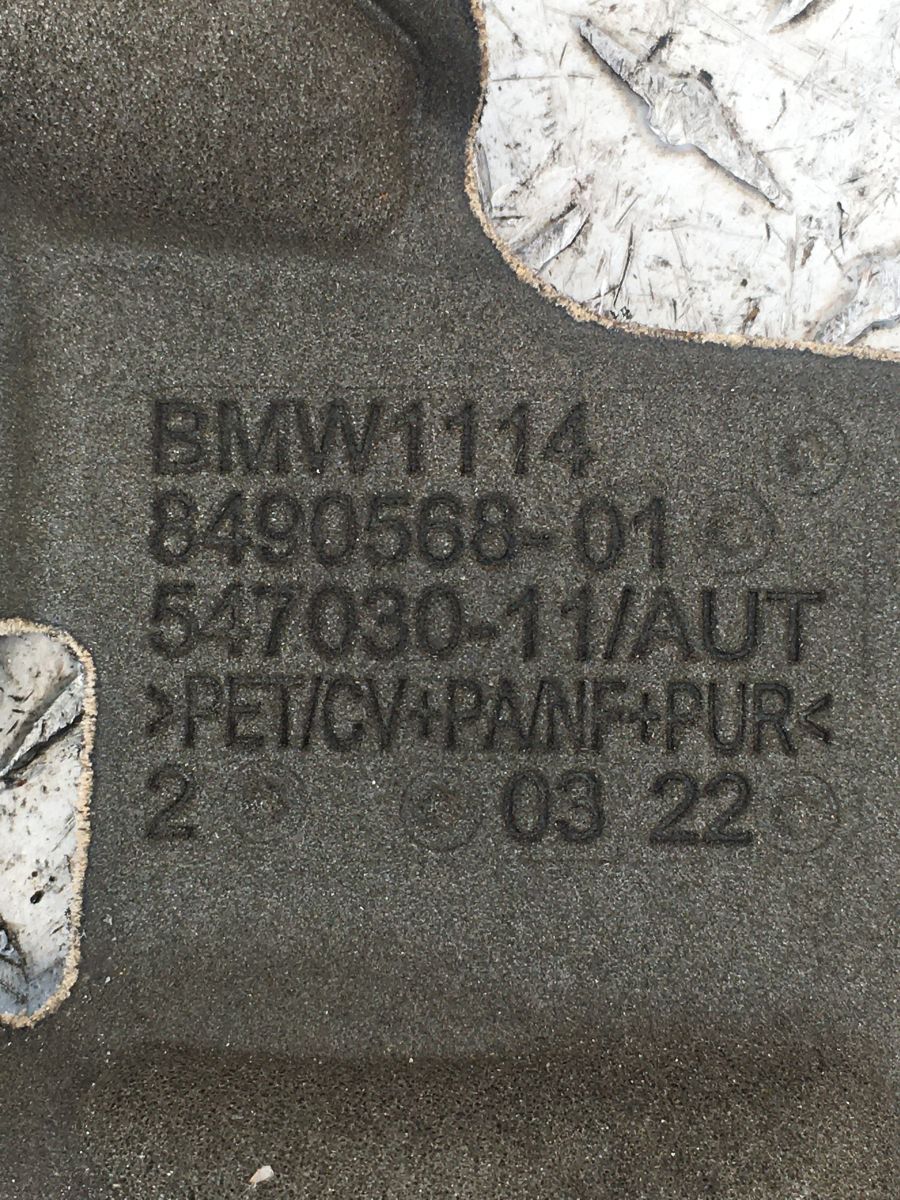 BMW1114
8490568-01
547030-11/AUT
>PET/CV+PA/NF+PUR<
2 03 22